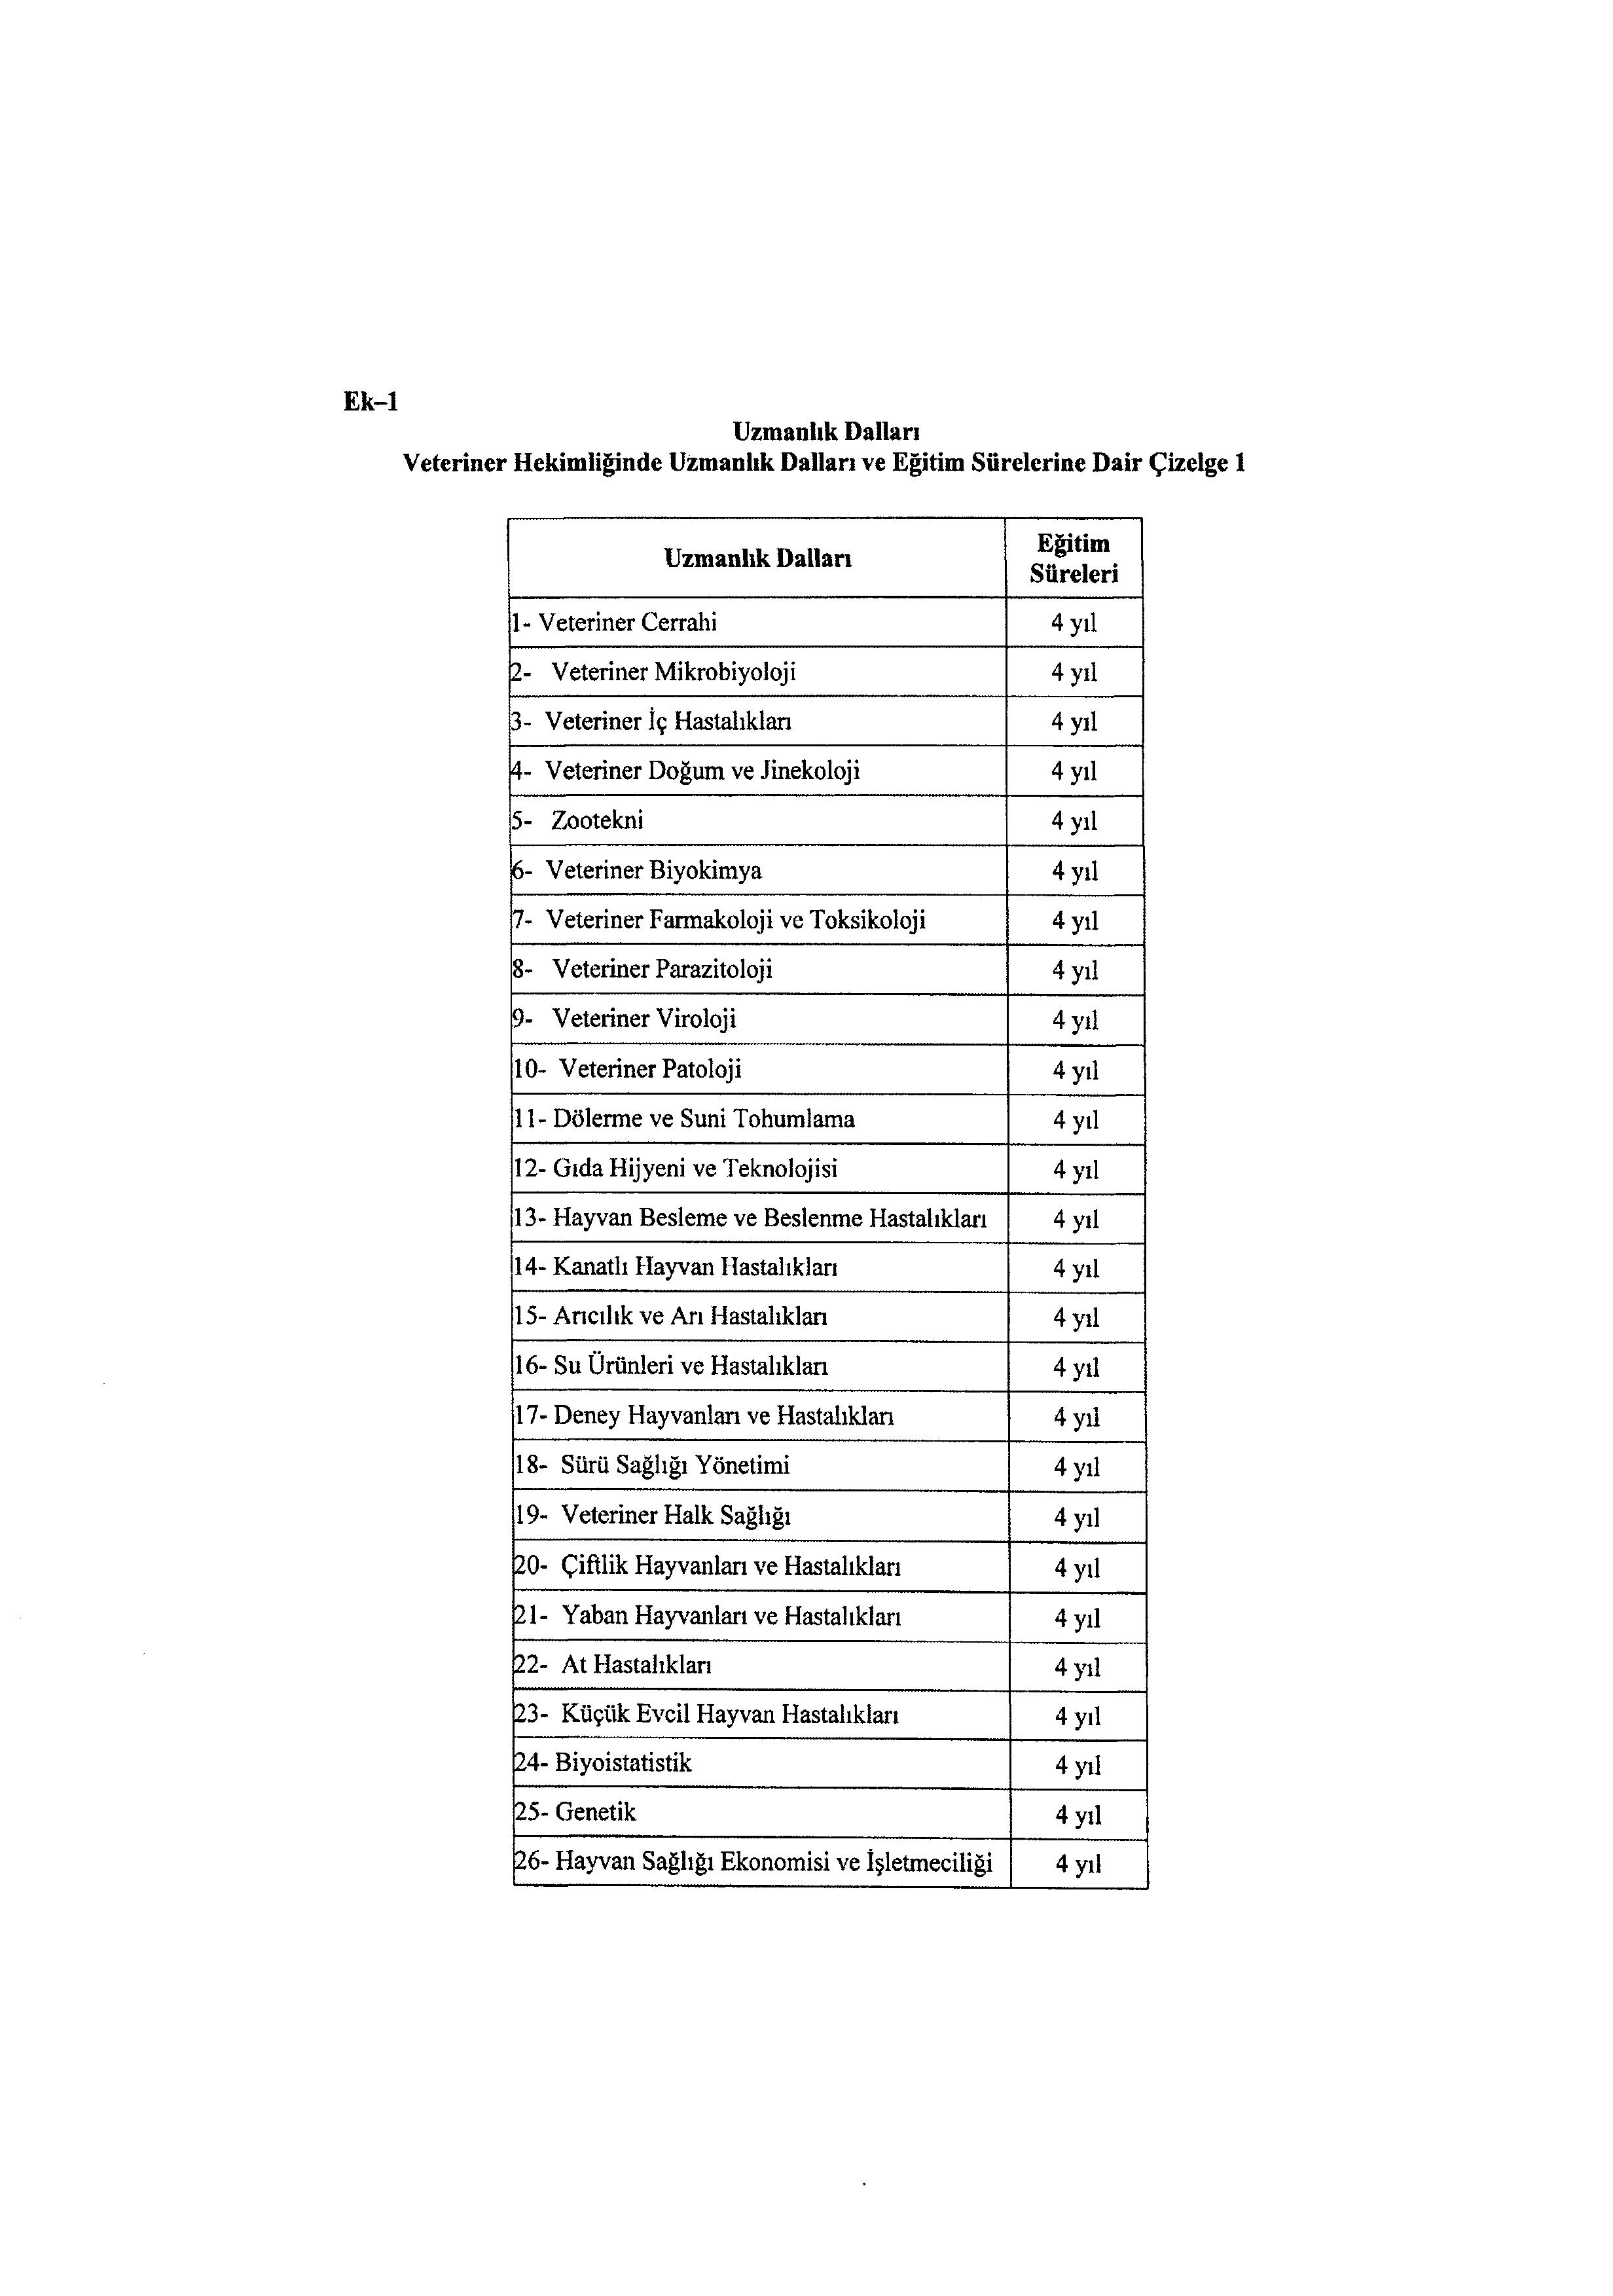 Ek–1
Uzmanlık Dalları
Veteriner Hekimliğinde Uzmanlık Dalları ve Eğitim Sürelerine Dair Çizelge 1
Uzmanlık Dalları
Eğitim
Süreleri
1- Veteriner Cerrahi 4 yıl
2- Veteriner Mikrobiyoloji 4 yıl
3- Veteriner İç Hastalıkları 4 yıl
4- Veteriner Doğum ve Jinekoloji 4 yıl
5- Zootekni 4 yıl
6- Veteriner Biyokimya 4 yıl
7- Veteriner Farmakoloji ve Toksikoloji 4 yıl
8- Veteriner Parazitoloji 4 yıl
9- Veteriner Viroloji 4 yıl
10- Veteriner Patoloji 4 yıl
11- Dölerme ve Suni Tohumlama 4 yıl
12- Gıda Hijyeni ve Teknolojisi 4 yıl
13- Hayvan Besleme ve Beslenme Hastalıkları 4 yıl
14- Kanatlı Hayvan Hastalıkları 4 yıl
15- Arıcılık ve Arı Hastalıkları 4 yıl
16- Su Ürünleri ve Hastalıkları 4 yıl
17- Deney Hayvanları ve Hastalıkları 4 yıl
18- Sürü Sağlığı Yönetimi 4 yıl
19- Veteriner Halk Sağlığı 4 yıl
20- Çiftlik Hayvanları ve Hastalıkları 4 yıl
21- Yaban Hayvanları ve Hastalıkları 4 yıl
22- At Hastalıkları 4 yıl
23- Küçük Evcil Hayvan Hastalıkları 4 yıl
24- Biyoistatistik 4 yıl
25- Genetik 4 yıl
26- Hayvan Sağlığı Ekonomisi ve İşletmeciliği 4 yıl